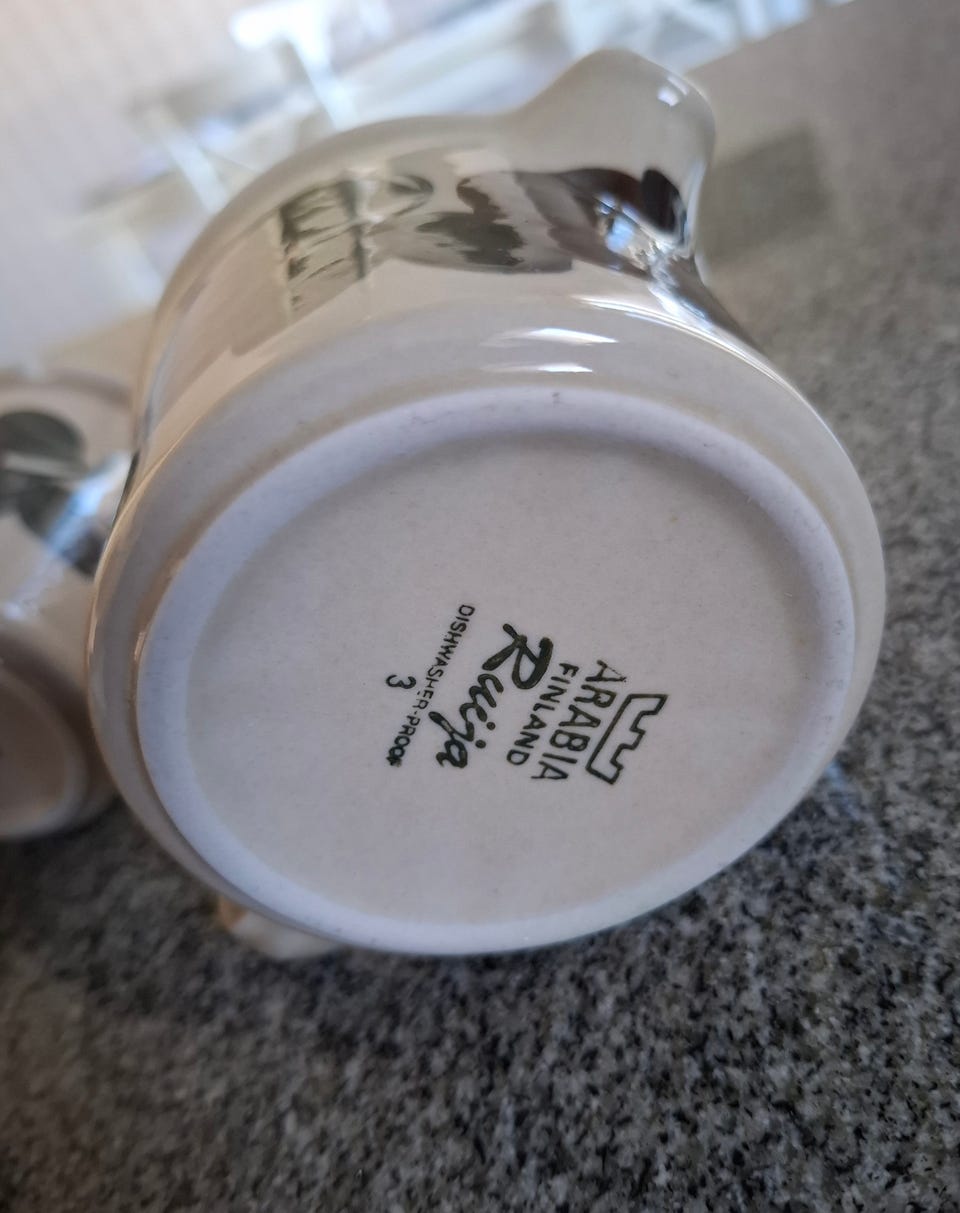 ARABIA
FINLAND
Ruija
DISHWASHER-PROOF
3